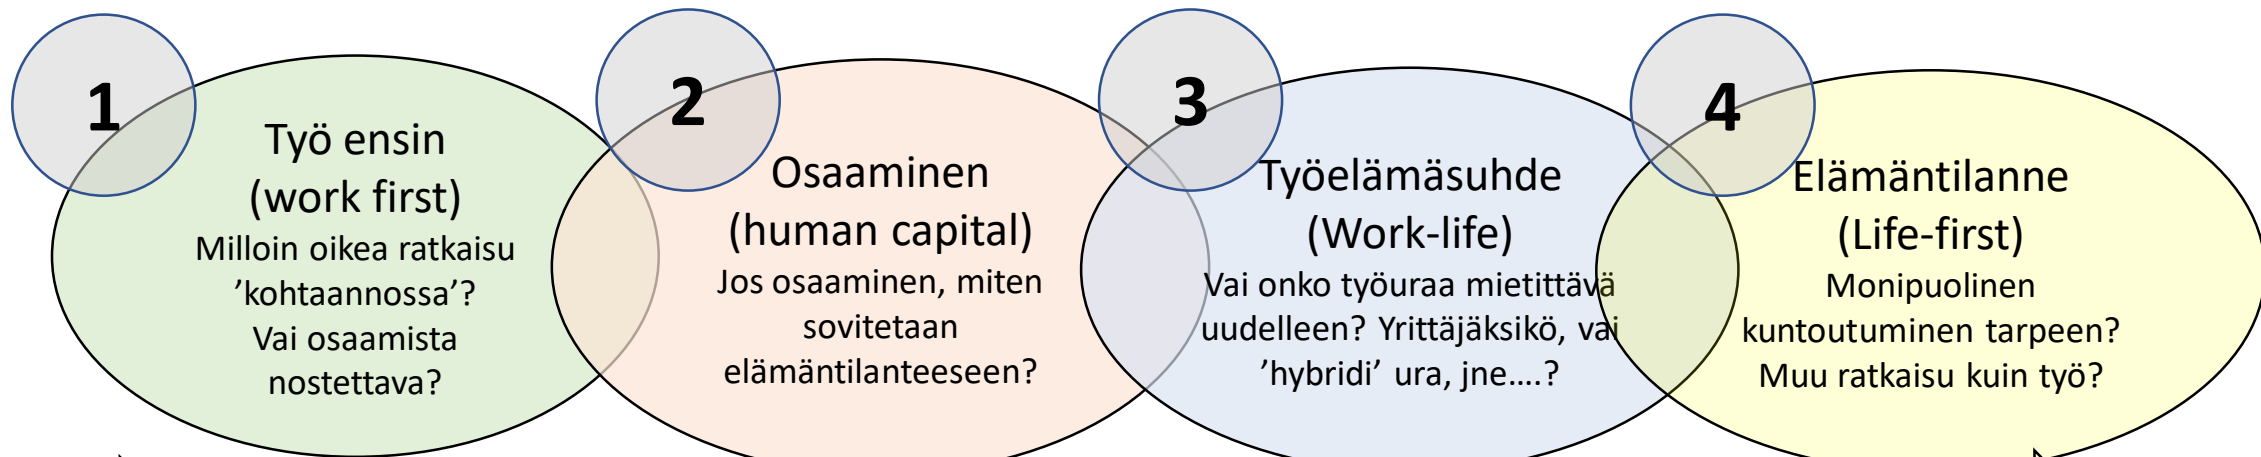 1
Työ ensin
(work first)
Milloin oikea ratkaisu
’kohtaannossa’?
Vai osaamista
nostettava?
2
Osaaminen
(human capital)
Jos osaaminen, miten
sovitetaan
elämäntilanteeseen?
3
Työelämäsuhde
(Work-life)
Vai onko työuraa mietittävä
uudelleen? Yrittäjäksikö, vai
’hybridi’ ura, jne....?
4
Elämäntilanne
(Life-first)
Monipuolinen
kuntoutuminen tarpeen?
Muu ratkaisu kuin työ?